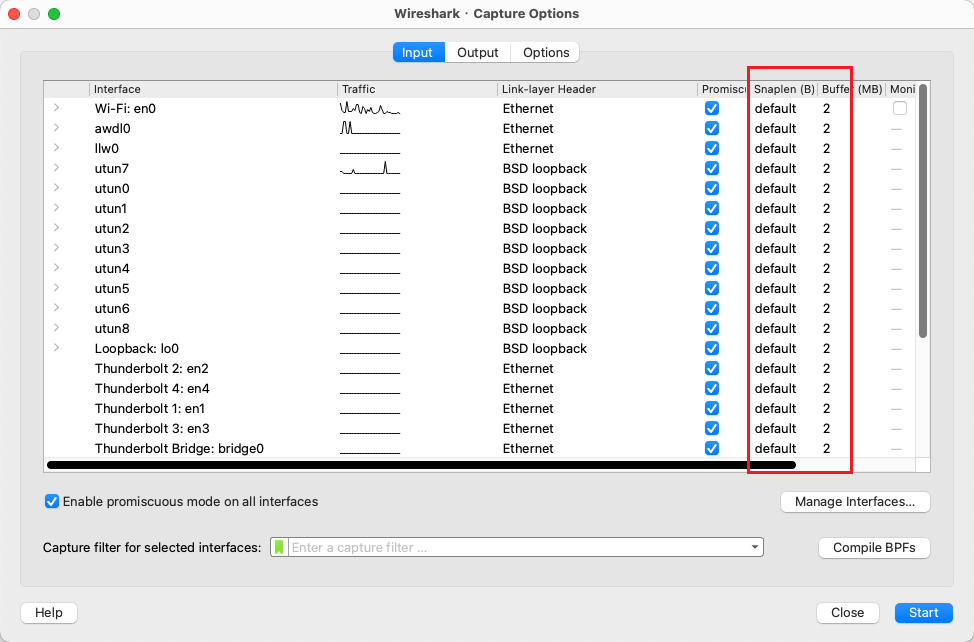 Wireshark · Capture Options
Input Output Options
Interface Traffic Link-layer Header Promiscu Snaplen (B) Buffer (MB) Moni
Wi-Fi: en0 Ethernet default 2
awdl0 Ethernet default 2 —
llw0 Ethernet default 2 —
utun7 BSD loopback default 2 —
utun0 BSD loopback default 2 —
utun1 BSD loopback default 2 —
utun2 BSD loopback default 2 —
utun3 BSD loopback default 2 —
utun4 BSD loopback default 2 —
utun5 BSD loopback default 2 —
utun6 BSD loopback default 2 —
utun8 BSD loopback default 2 —
Loopback: lo0 BSD loopback default 2 —
Thunderbolt 2: en2 Ethernet default 2 —
Thunderbolt 4: en4 Ethernet default 2 —
Thunderbolt 1: en1 Ethernet default 2 —
Thunderbolt 3: en3 Ethernet default 2 —
Thunderbolt Bridge: bridge0 Ethernet default 2 —
Enable promiscuous mode on all interfaces Manage Interfaces...
Capture filter for selected interfaces: Enter a capture filter ... Compile BPFs
Help Close Start